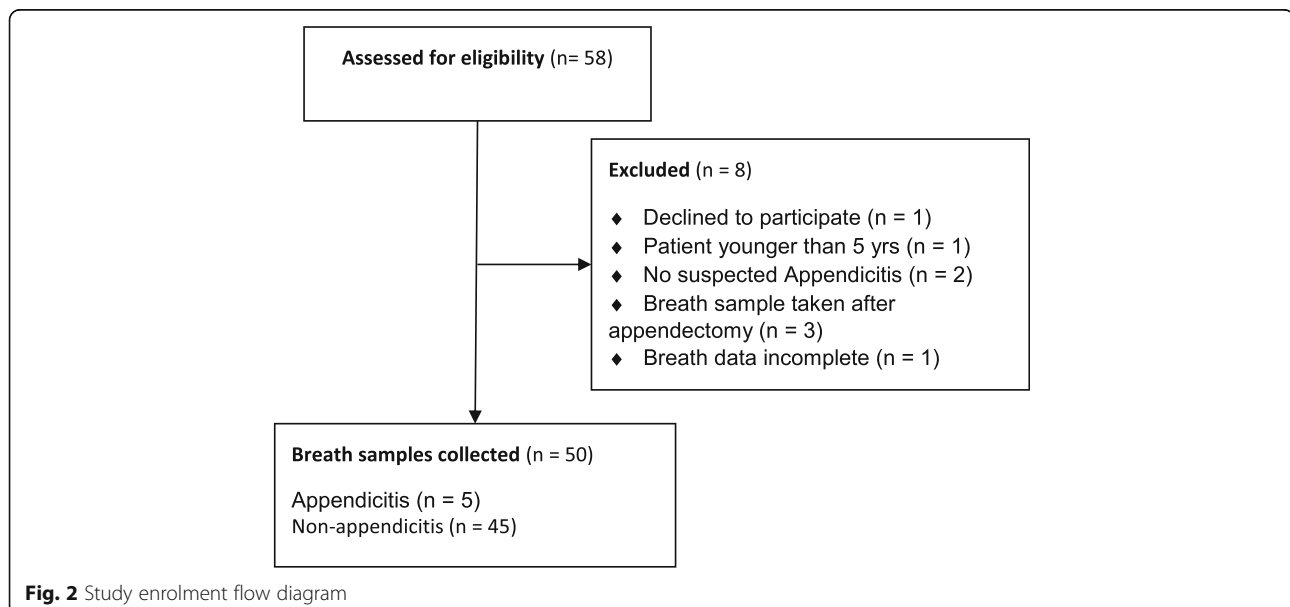 Assessed for eligibility (n= 58)
Excluded (n = 8)
♦ Declined to participate (n = 1)
♦ Patient younger than 5 yrs (n = 1)
♦ No suspected Appendicitis (n = 2)
♦ Breath sample taken after
appendectomy (n = 3)
♦ Breath data incomplete (n = 1)
Breath samples collected (n = 50)
Appendicitis (n = 5)
Non-appendicitis (n = 45)
Fig. 2 Study enrolment flow diagram